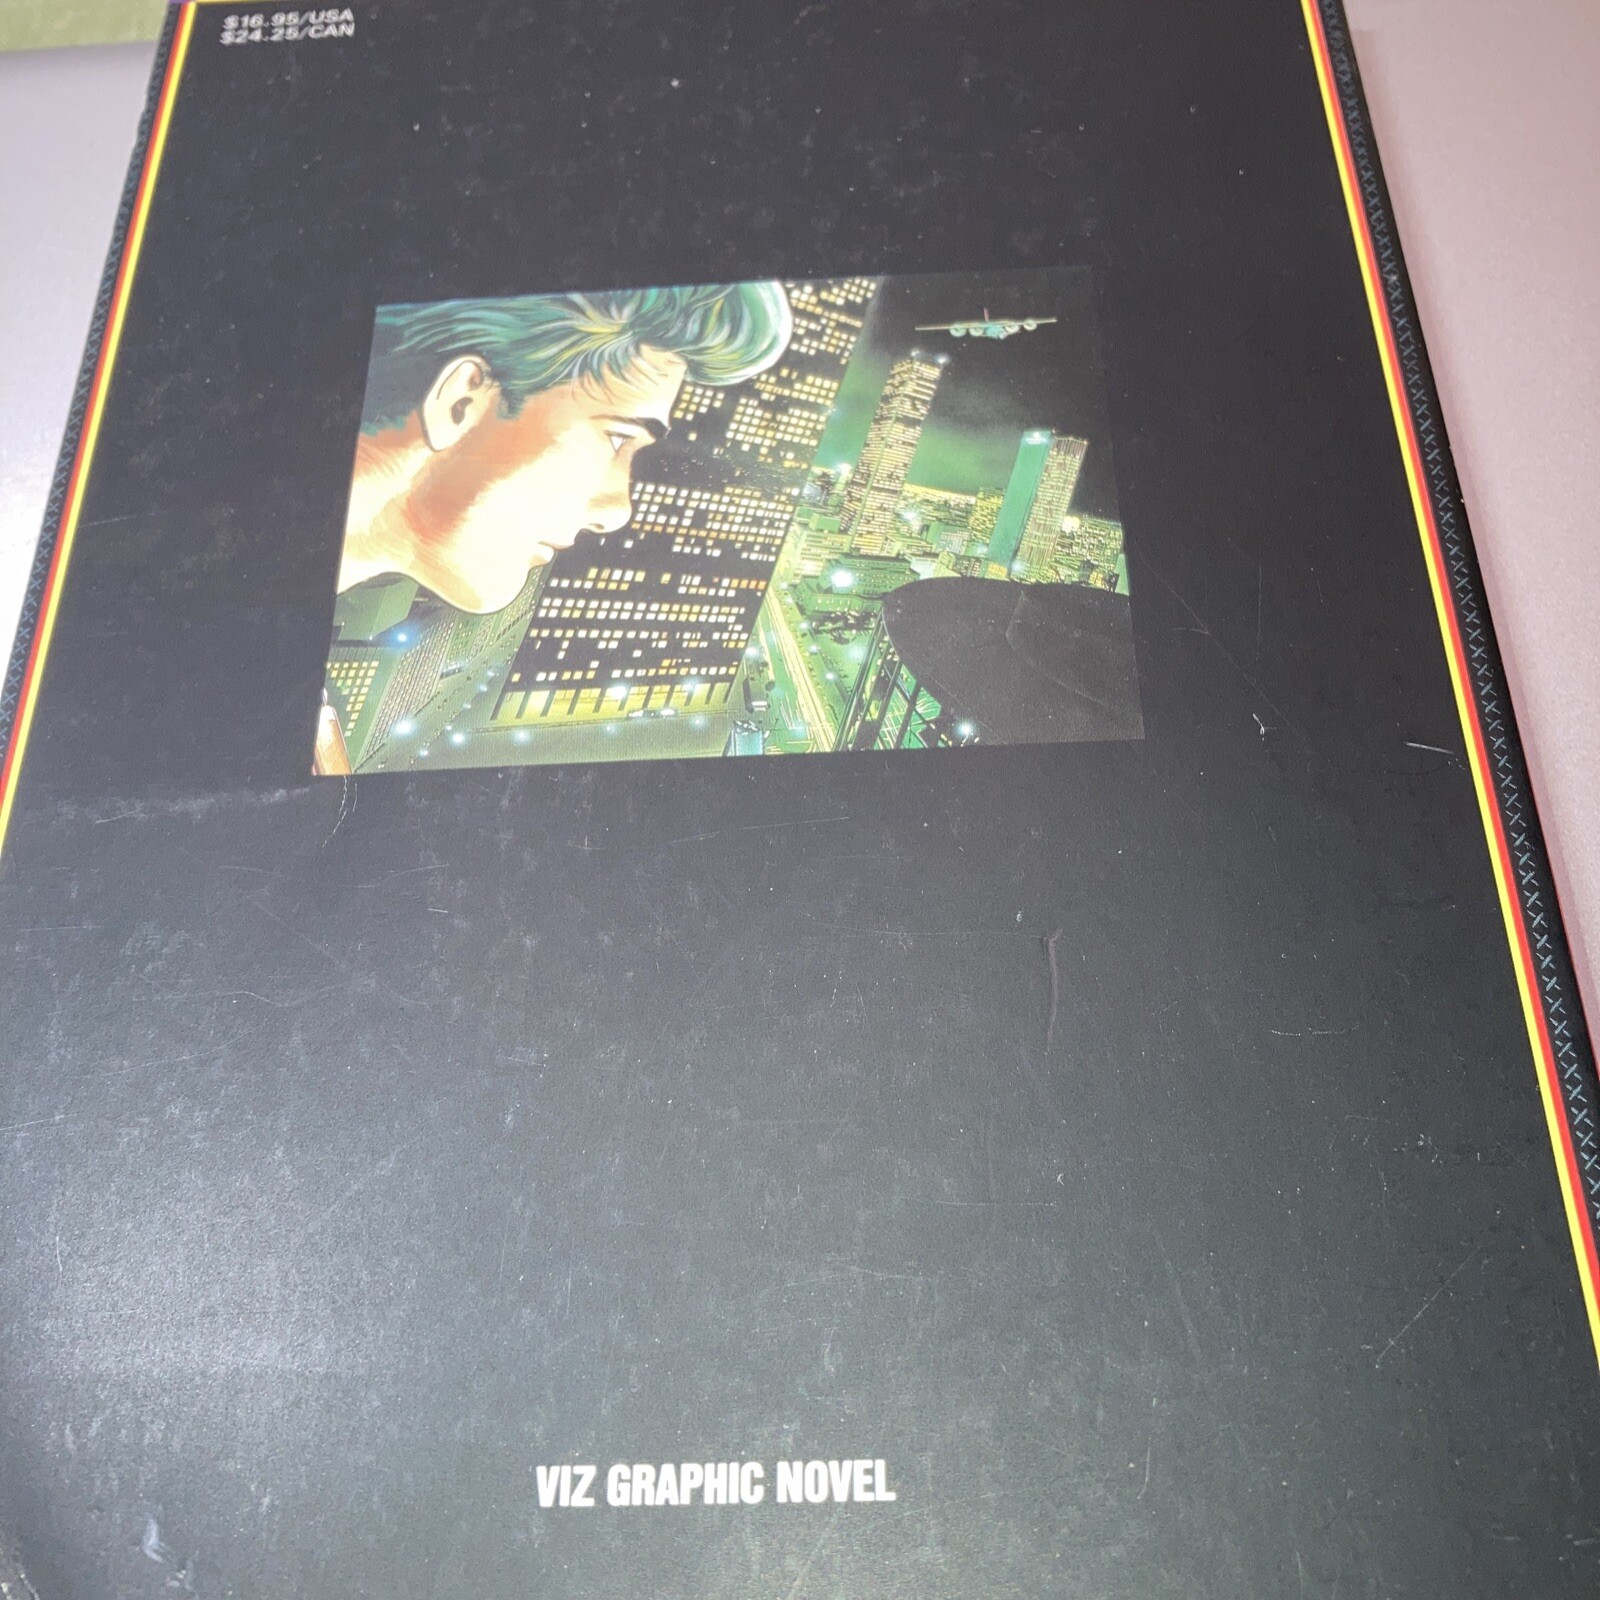 $16.95/USA
$24.25/CAN
VIZ GRAPHIC NOVEL